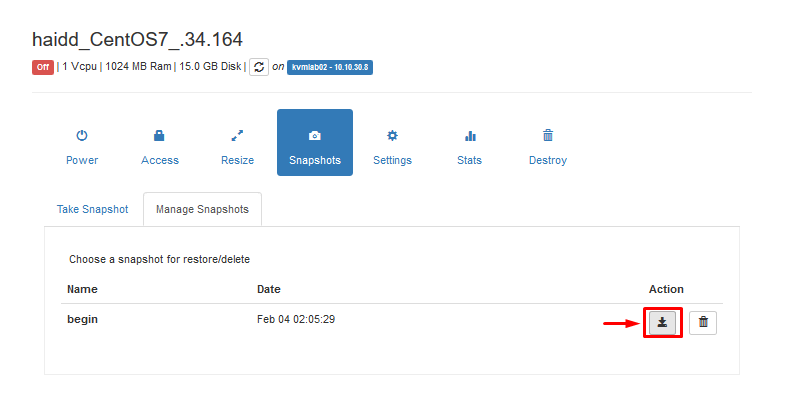 haidd_CentOS7_.34.164
Off | 1 Vcpu | 1024 MB Ram | 15.0 GB Disk | on kvmlab02 - 10.10.30.8
Power Access Resize Snapshots Settings Stats Destroy
Take Snapshot Manage Snapshots
Choose a snapshot for restore/delete
Name Date Action
begin Feb 04 02:05:29